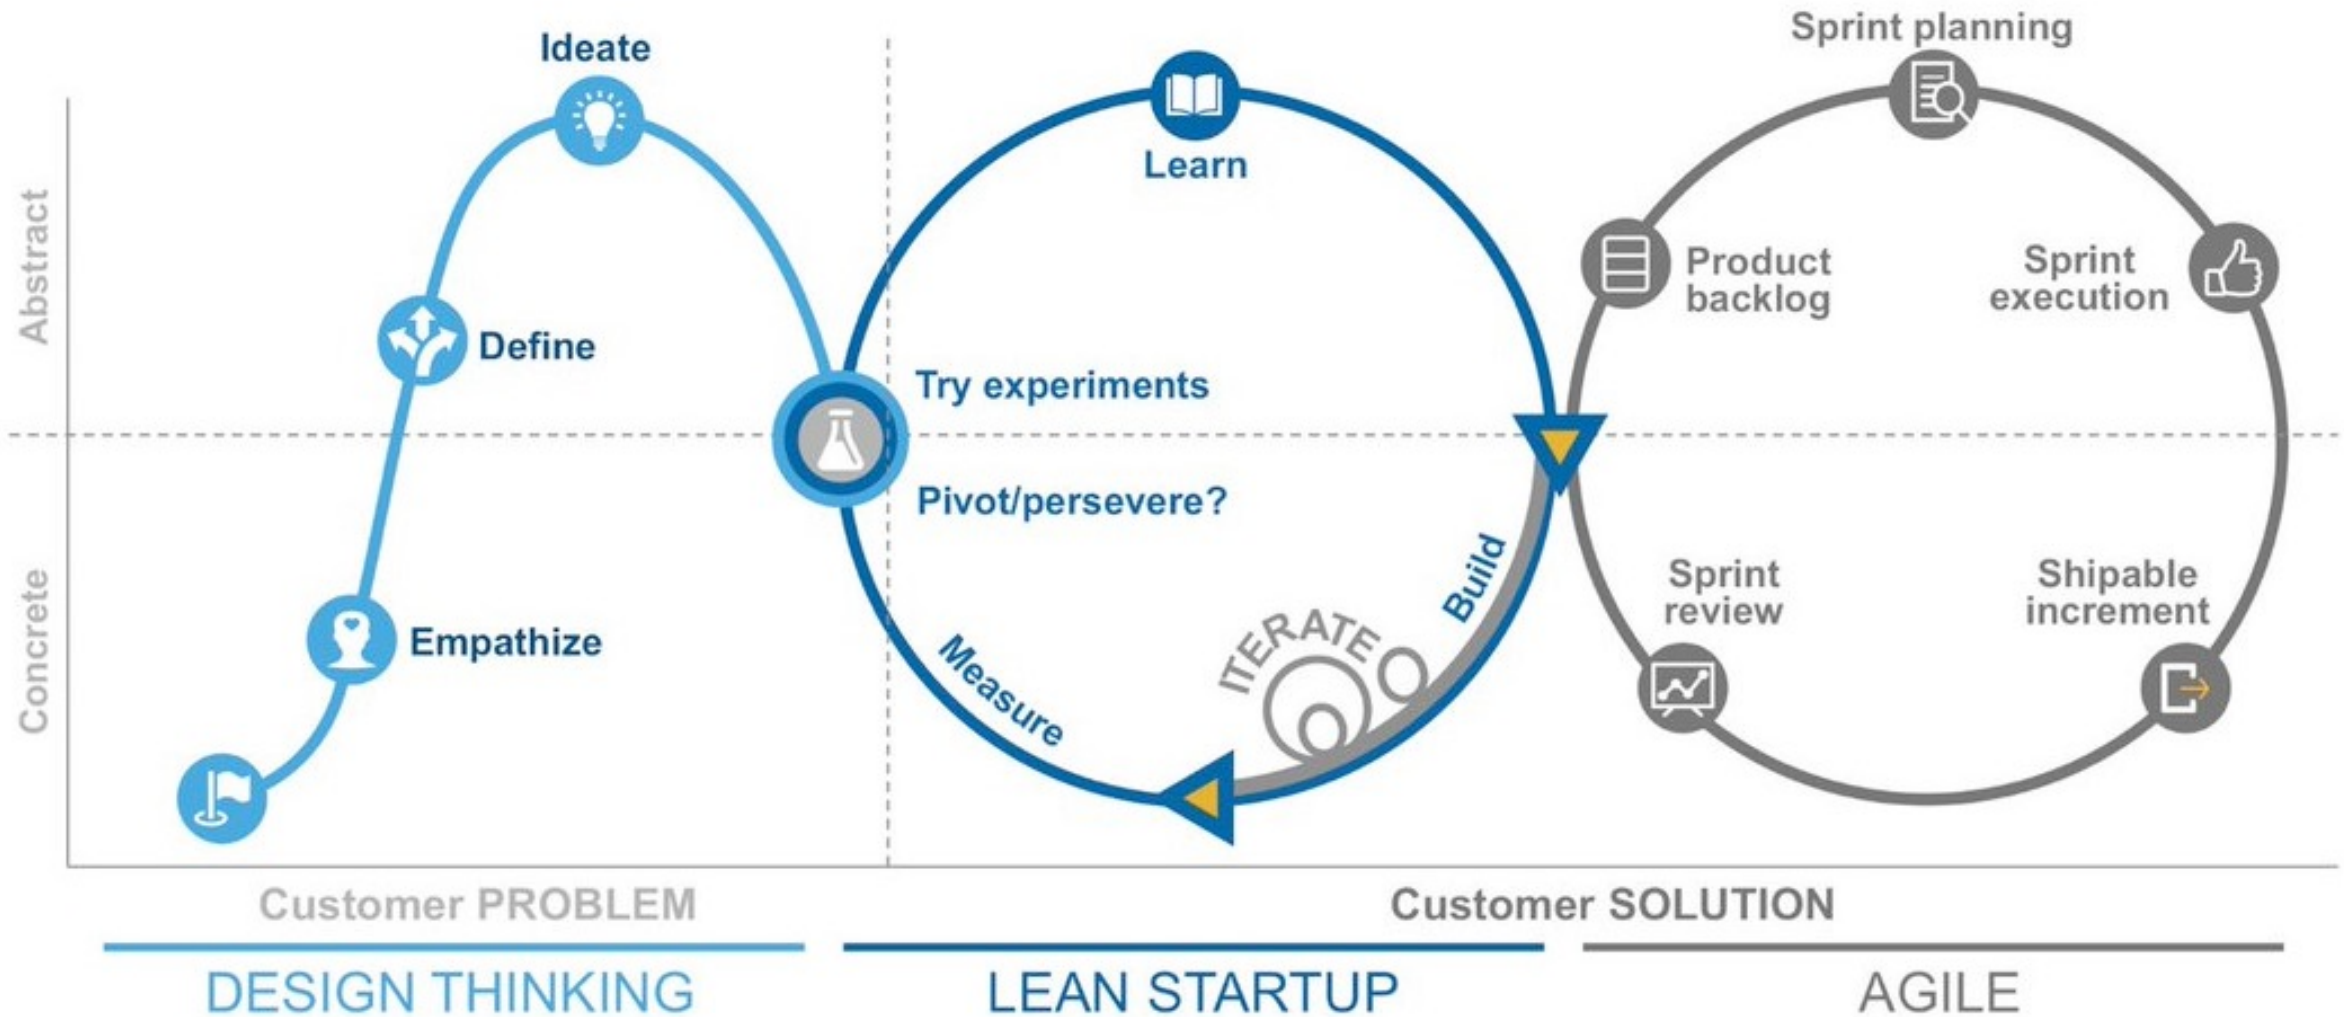 Ideate
Define
Empathize
Abstract
Concrete
Learn
Try experiments
Pivot/persevere?
Measure
ITERATE
Build
Sprint planning
Product
backlog
Sprint
execution
Sprint
review
Shipable
increment
Customer PROBLEM
Customer SOLUTION
DESIGN THINKING
LEAN STARTUP
AGILE